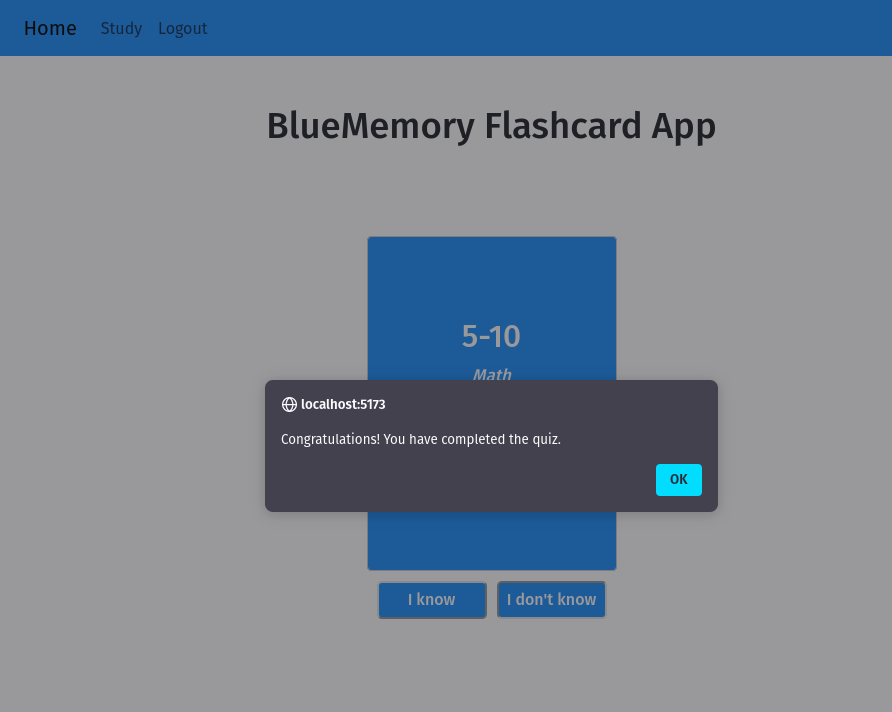 Home Study Logout
BlueMemory Flashcard App
5-10
Math
localhost:5173
Congratulations! You have completed the quiz.
OK
I know I don't know